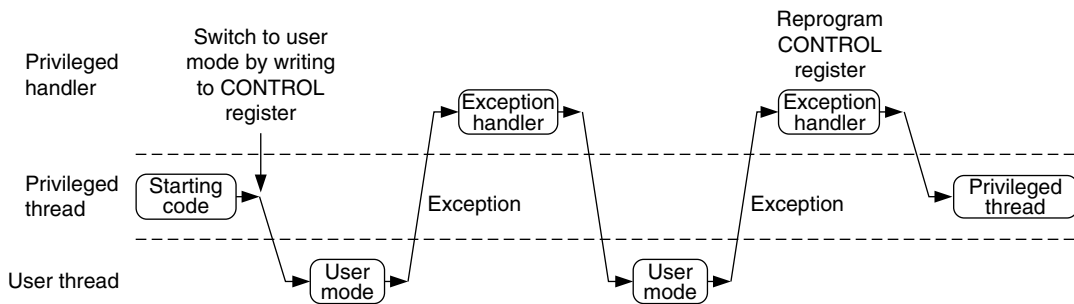 Privileged
handler
Switch to user
mode by writing
to CONTROL
register
Exception
handler
Reprogram
CONTROL
register
Exception
handler
Privileged
thread
Starting
code
Exception
Exception
Privileged
thread
User thread
User
mode
User
mode